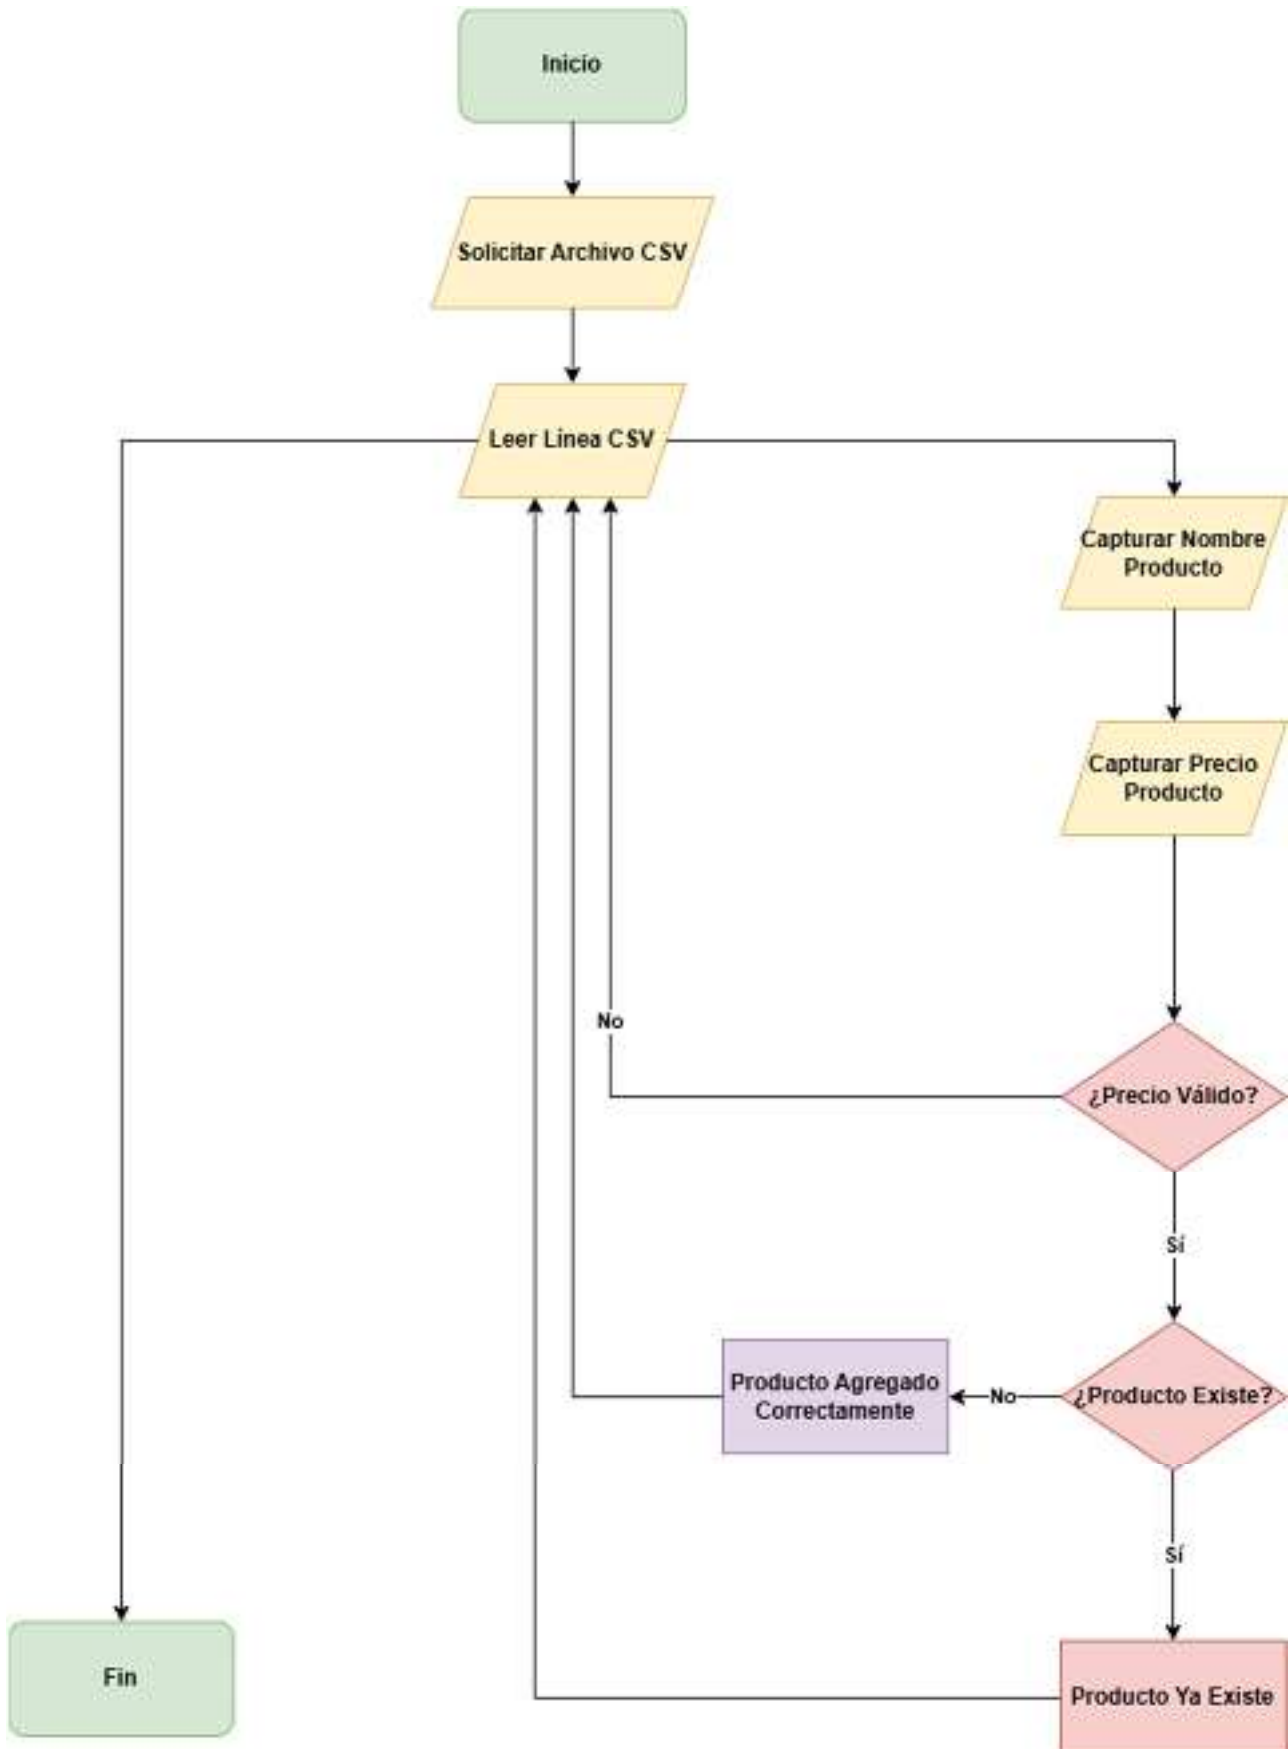 Inicio
Solicitar Archivo CSV
Leer Línea CSV
Capturar Nombre
Producto
Capturar Precio
Producto
No
¿Precio Válido?
Sí
Producto Agregado
Correctamente
No
¿Producto Existe?
Sí
Fin
Producto Ya Existe